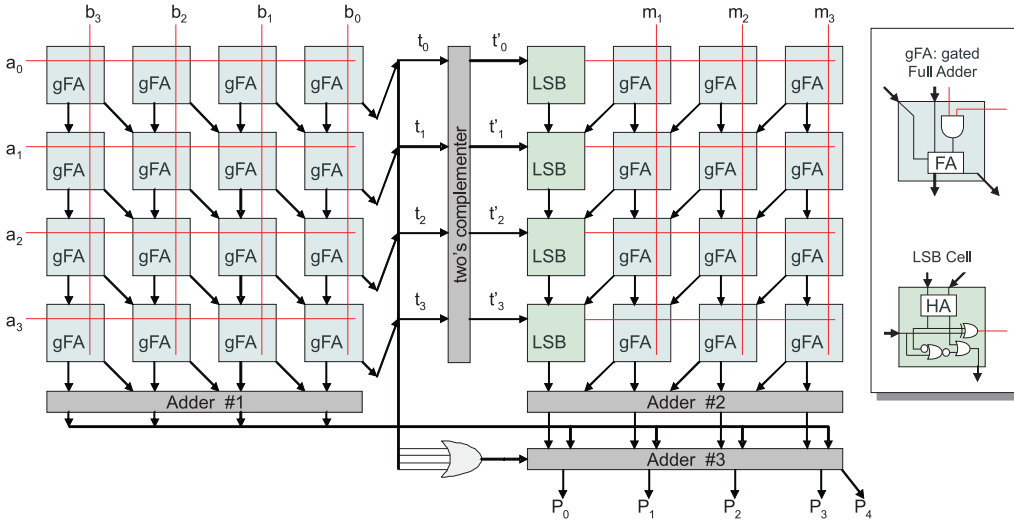 b3 b2 b1 b0 m1 m2 m3
a0 gFA gFA gFA gFA t0 t'0 LSB gFA gFA gFA
a1 gFA gFA gFA gFA t1 t'1 LSB gFA gFA gFA
a2 gFA gFA gFA gFA t2 t'2 LSB gFA gFA gFA
a3 gFA gFA gFA gFA t3 t'3 LSB gFA gFA gFA
two's complementer
Adder #1
Adder #2
Adder #3
P0 P1 P2 P3 P4
gFA: gated
Full Adder
FA
LSB Cell
HA